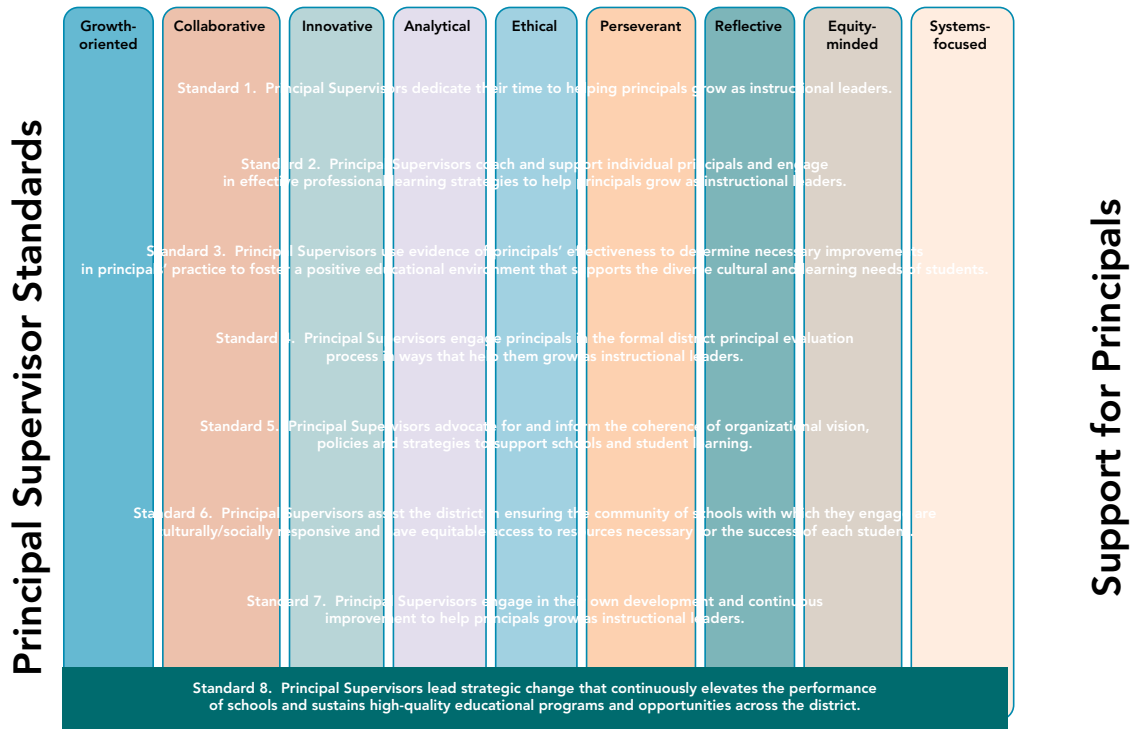 Principal Supervisor Standards
Growth-
oriented
Collaborative
Innovative
Analytical
Ethical
Perseverant
Reflective
Equity-
minded
Systems-
focused
Standard 1. Principal Supervisors dedicate their time to helping principals grow as instructional leaders.
Standard 2. Principal Supervisors coach and support individual principals and engage
in effective professional learning strategies to help principals grow as instructional leaders.
Standard 3. Principal Supervisors use evidence of principals’ effectiveness to determine necessary improvements
in principals’ practice to foster a positive educational environment that supports the diverse cultural and learning needs of students.
Standard 4. Principal Supervisors engage principals in the formal district principal evaluation
process in ways that help them grow as instructional leaders.
Standard 5. Principal Supervisors advocate for and inform the coherence of organizational vision,
policies and strategies to support schools and student learning.
Standard 6. Principal Supervisors assist the district in ensuring the community of schools with which they engage are
culturally/socially responsive and have equitable access to resources necessary for the success of each student.
Standard 7. Principal Supervisors engage in their own development and continuous
improvement to help principals grow as instructional leaders.
Standard 8. Principal Supervisors lead strategic change that continuously elevates the performance
of schools and sustains high-quality educational programs and opportunities across the district.
Support for Principals